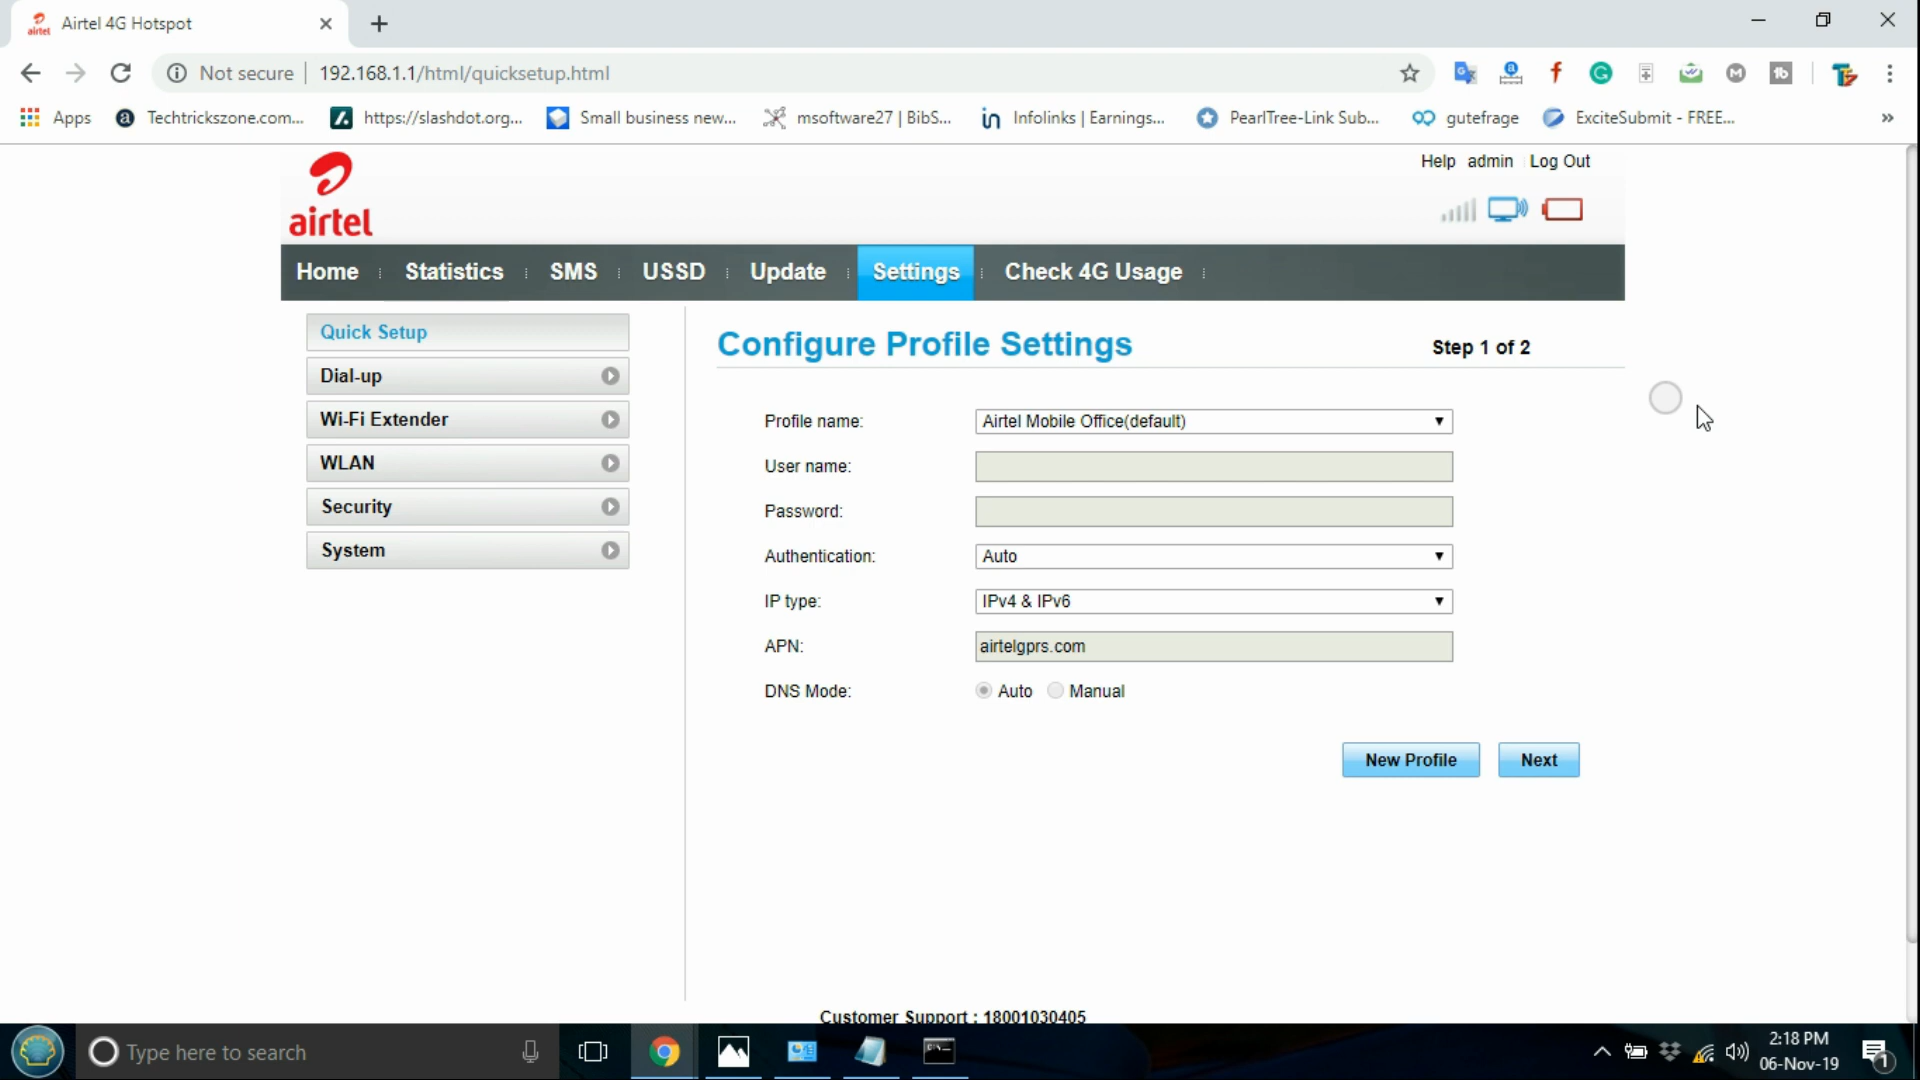 airtel
Airtel 4G Hotspot
Not secure
192.168.1.1/html/quicksetup.html
Apps
Techtrickszone.com...
https://slashdot.org...
Small business new...
msoftware27 | BibS...
Infolinks | Earnings...
PearlTree-Link Sub...
gutefrage
ExciteSubmit - FREE...
»
Help admin Log Out
airtel
Home
Statistics
SMS
USSD
Update
Settings
Check 4G Usage
Quick Setup
Dial-up
Wi-Fi Extender
WLAN
Security
System
Configure Profile Settings
Step 1 of 2
Profile name:
Airtel Mobile Office(default)
User name:
Password:
Authentication:
Auto
IP type:
IPv4 & IPv6
APN:
airtelgprs.com
DNS Mode:
Auto
Manual
New Profile
Next
Customer Support : 18001030405
Type here to search
2:18 PM
06-Nov-19
1